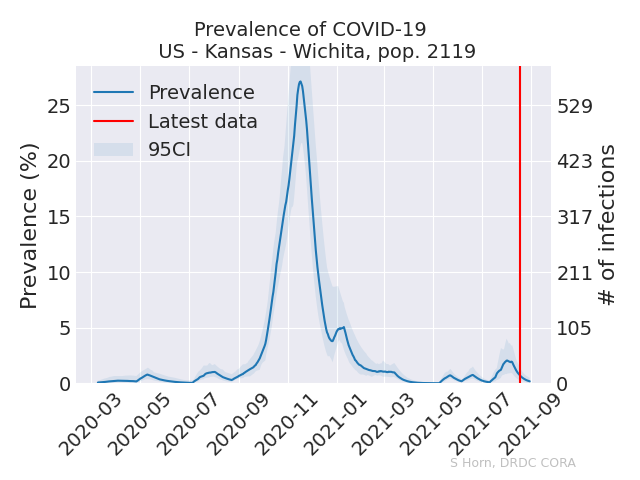 Prevalence of COVID-19
US - Kansas - Wichita, pop. 2119
Prevalence
Latest data
95CI
Prevalence (%)
25
20
15
10
5
0
529
423
317
211
105
0
# of infections
2020-03
2020-05
2020-07
2020-09
2020-11
2021-01
2021-03
2021-05
2021-07
2021-09
S Horn, DRDC CORA